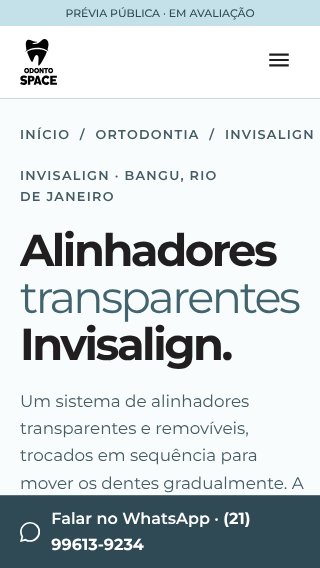 PRÉVIA PÚBLICA · EM AVALIAÇÃO
ODONTO
SPACE
INÍCIO / ORTODONTIA / INVISALIGN
INVISALIGN · BANGU, RIO
DE JANEIRO
Alinhadores
transparentes
Invisalign.
Um sistema de alinhadores
transparentes e removíveis,
trocados em sequência para
mover os dentes gradualmente. A
Falar no WhatsApp · (21)
99613-9234